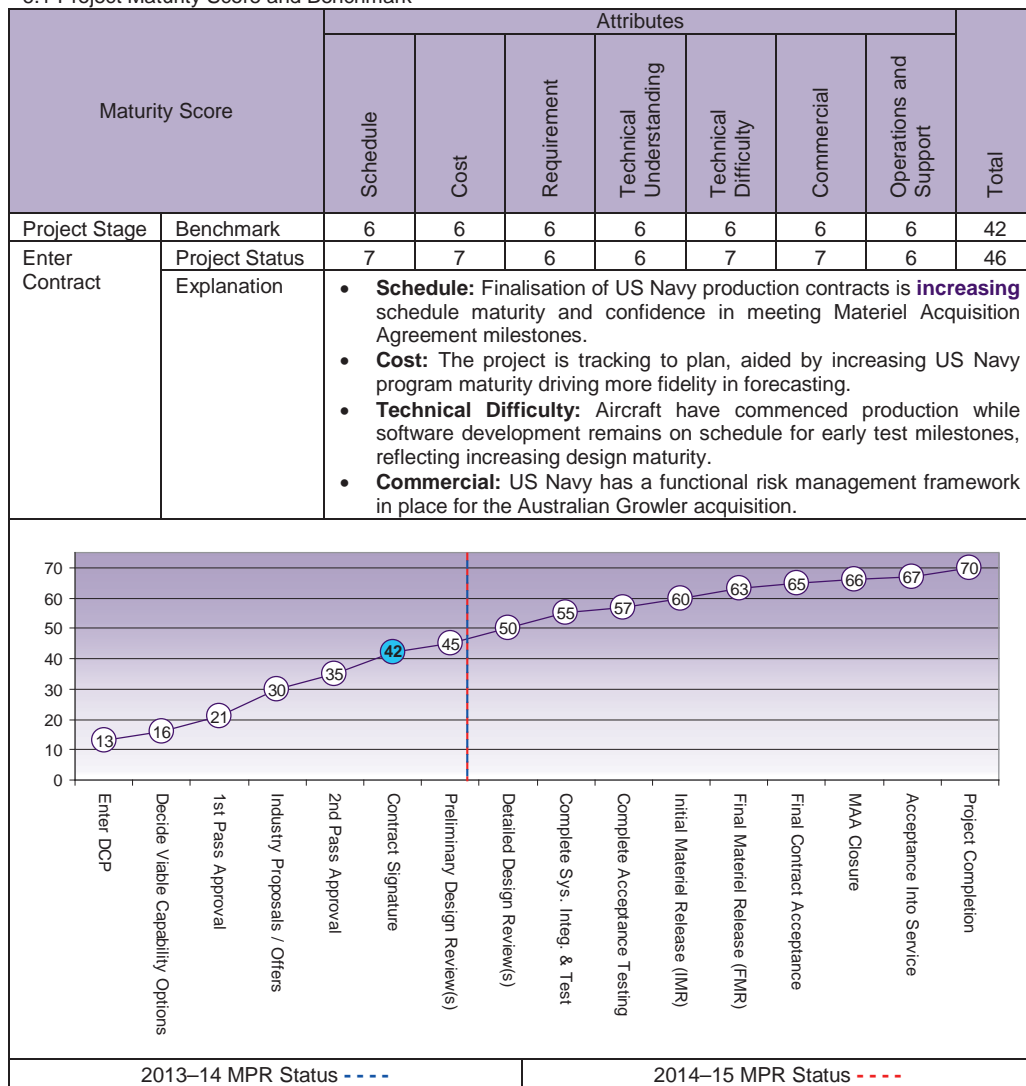 5.1 Project Maturity Score and Benchmark
Maturity Score
Attributes
Schedule
Cost
Requirement
Technical Understanding
Technical Difficulty
Commercial
Operations and Support
Total
Project Stage Benchmark 6 6 6 6 6 6 6 42
Enter Contract Project Status 7 7 6 6 7 7 6 46
Explanation
• Schedule: Finalisation of US Navy production contracts is increasing
schedule maturity and confidence in meeting Materiel Acquisition
Agreement milestones.
• Cost: The project is tracking to plan, aided by increasing US Navy
program maturity driving more fidelity in forecasting.
• Technical Difficulty: Aircraft have commenced production while
software development remains on schedule for early test milestones,
reflecting increasing design maturity.
• Commercial: US Navy has a functional risk management framework
in place for the Australian Growler acquisition.
70
60
50
40
30
20
10
0
13
16
21
30
35
42
45
50
55
57
60
63
65
66
67
70
Enter DCP
Decide Viable Capability Options
1st Pass Approval
Industry Proposals / Offers
2nd Pass Approval
Contract Signature
Preliminary Design Review(s)
Detailed Design Review(s)
Complete Sys. Integ. & Test
Complete Acceptance Testing
Initial Materiel Release (IMR)
Final Materiel Release (FMR)
Final Contract Acceptance
MAA Closure
Acceptance Into Service
Project Completion
2013–14 MPR Status - - - -
2014–15 MPR Status - - - -